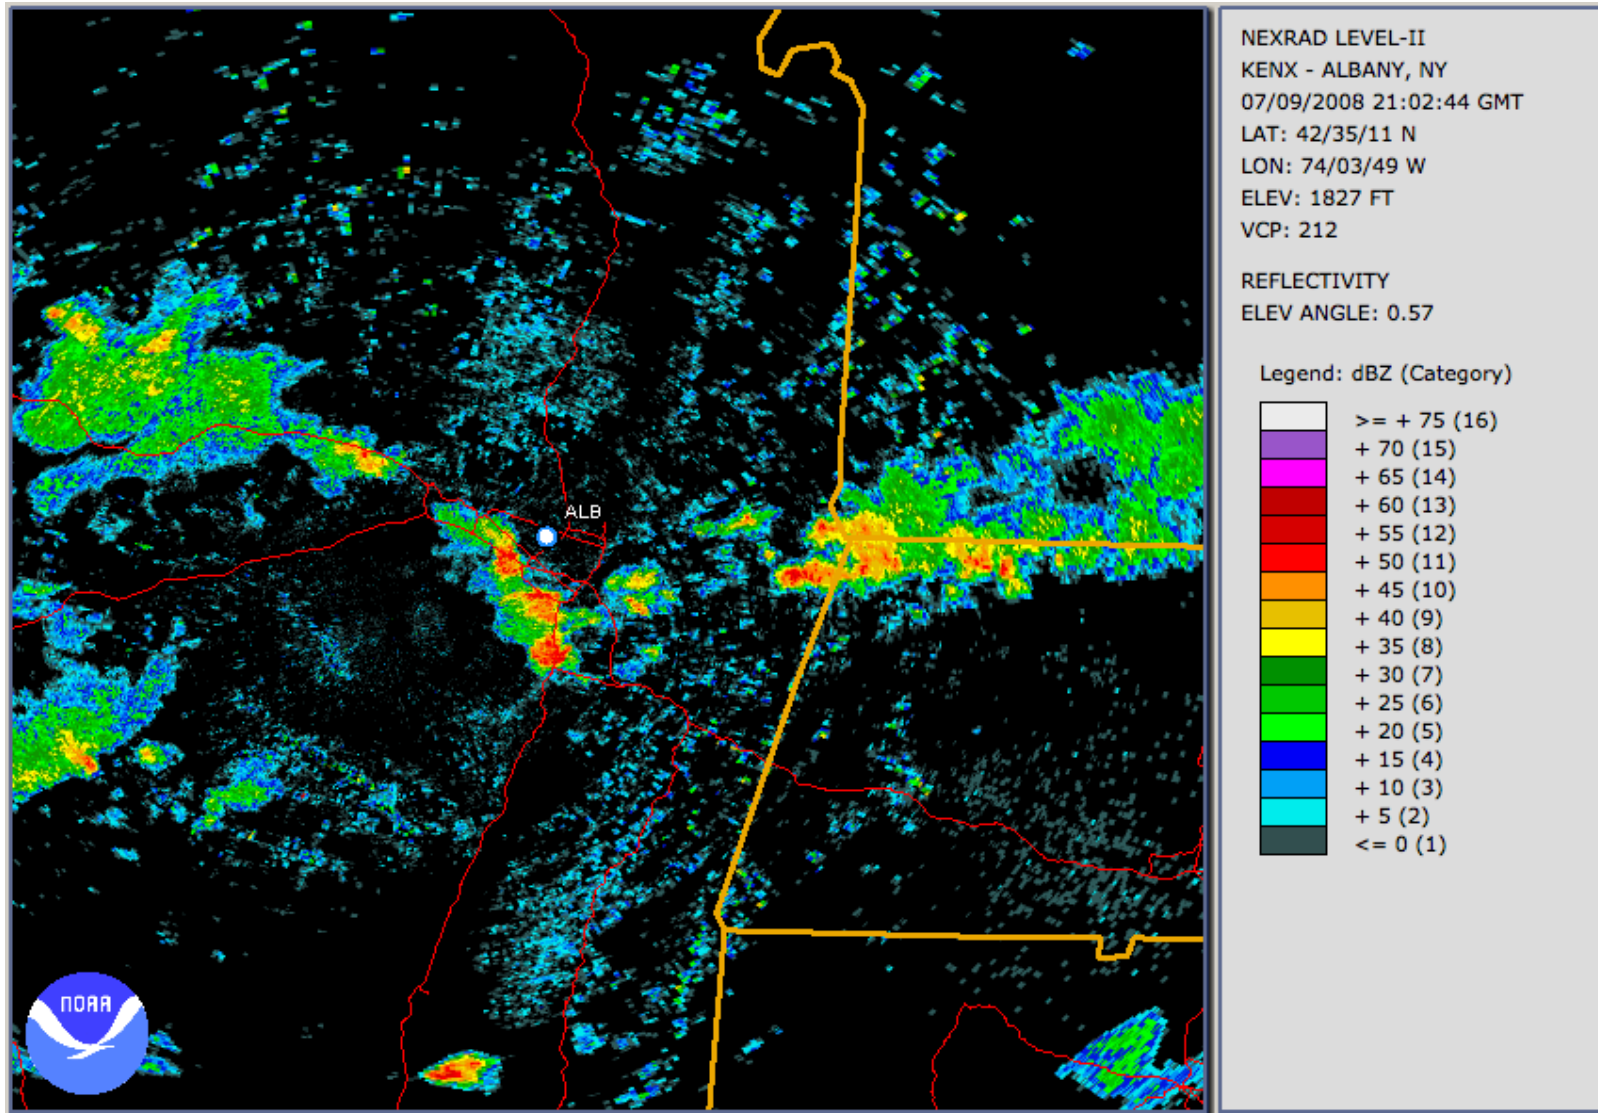 NEXRAD LEVEL-II
KENX - ALBANY, NY
07/09/2008 21:02:44 GMT
LAT: 42/35/11 N
LON: 74/03/49 W
ELEV: 1827 FT
VCP: 212
REFLECTIVITY
ELEV ANGLE: 0.57
Legend: dBZ (Category)
>= + 75 (16)
+ 70 (15)
+ 65 (14)
+ 60 (13)
+ 55 (12)
+ 50 (11)
+ 45 (10)
+ 40 (9)
+ 35 (8)
+ 30 (7)
+ 25 (6)
+ 20 (5)
+ 15 (4)
+ 10 (3)
+ 5 (2)
<= 0 (1)
ALB
NOAA